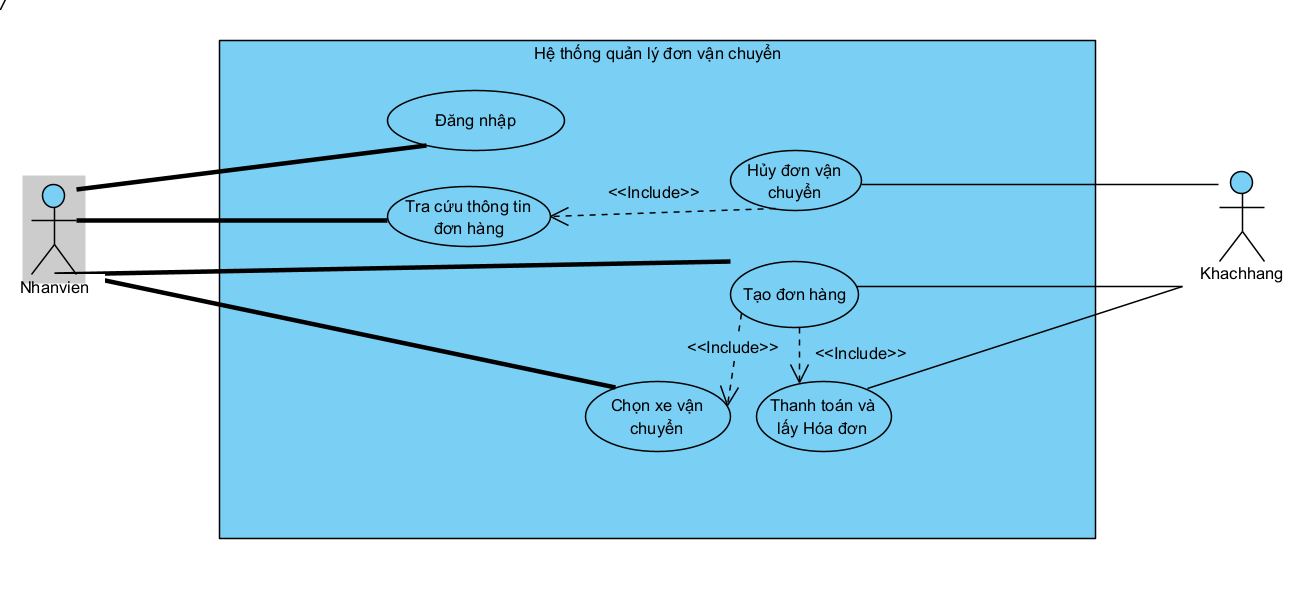 Hệ thống quản lý đơn vận chuyển
Đăng nhập
Hủy đơn vận
chuyển
<<Include>>
Tra cứu thông tin
đơn hàng
Khachhang
Nhanvien
Tạo đơn hàng
<<Include>>
<<Include>>
Chọn xe vận
chuyển
Thanh toán và
lấy Hóa đơn